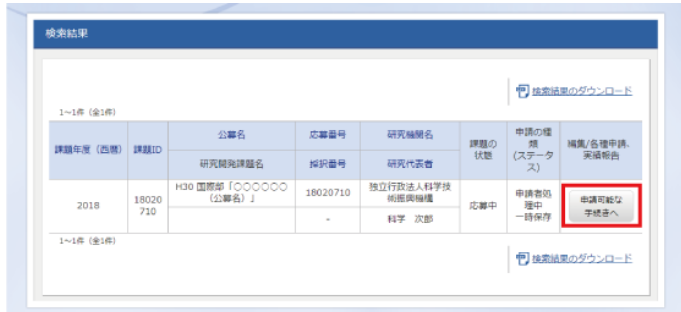 検索結果
検索結果のダウンロード
1～1件 (全1件)
課題年度（西暦）
課題ID
公募名
研究開発課題名
応募番号
採択番号
研究機関名
研究代表者
課題の
状態
申請の種
類
(ステータ
ス)
編集/各種申請、
実績報告
2018
18020
710
H30 国際部「○○○○○○
（公募名）」
18020710
-
独立行政法人科学技
術振興機構
科学　次郎
応募中
申請者処
理中
一時保存
申請可能な
手続きへ
1～1件 (全1件)
検索結果のダウンロード